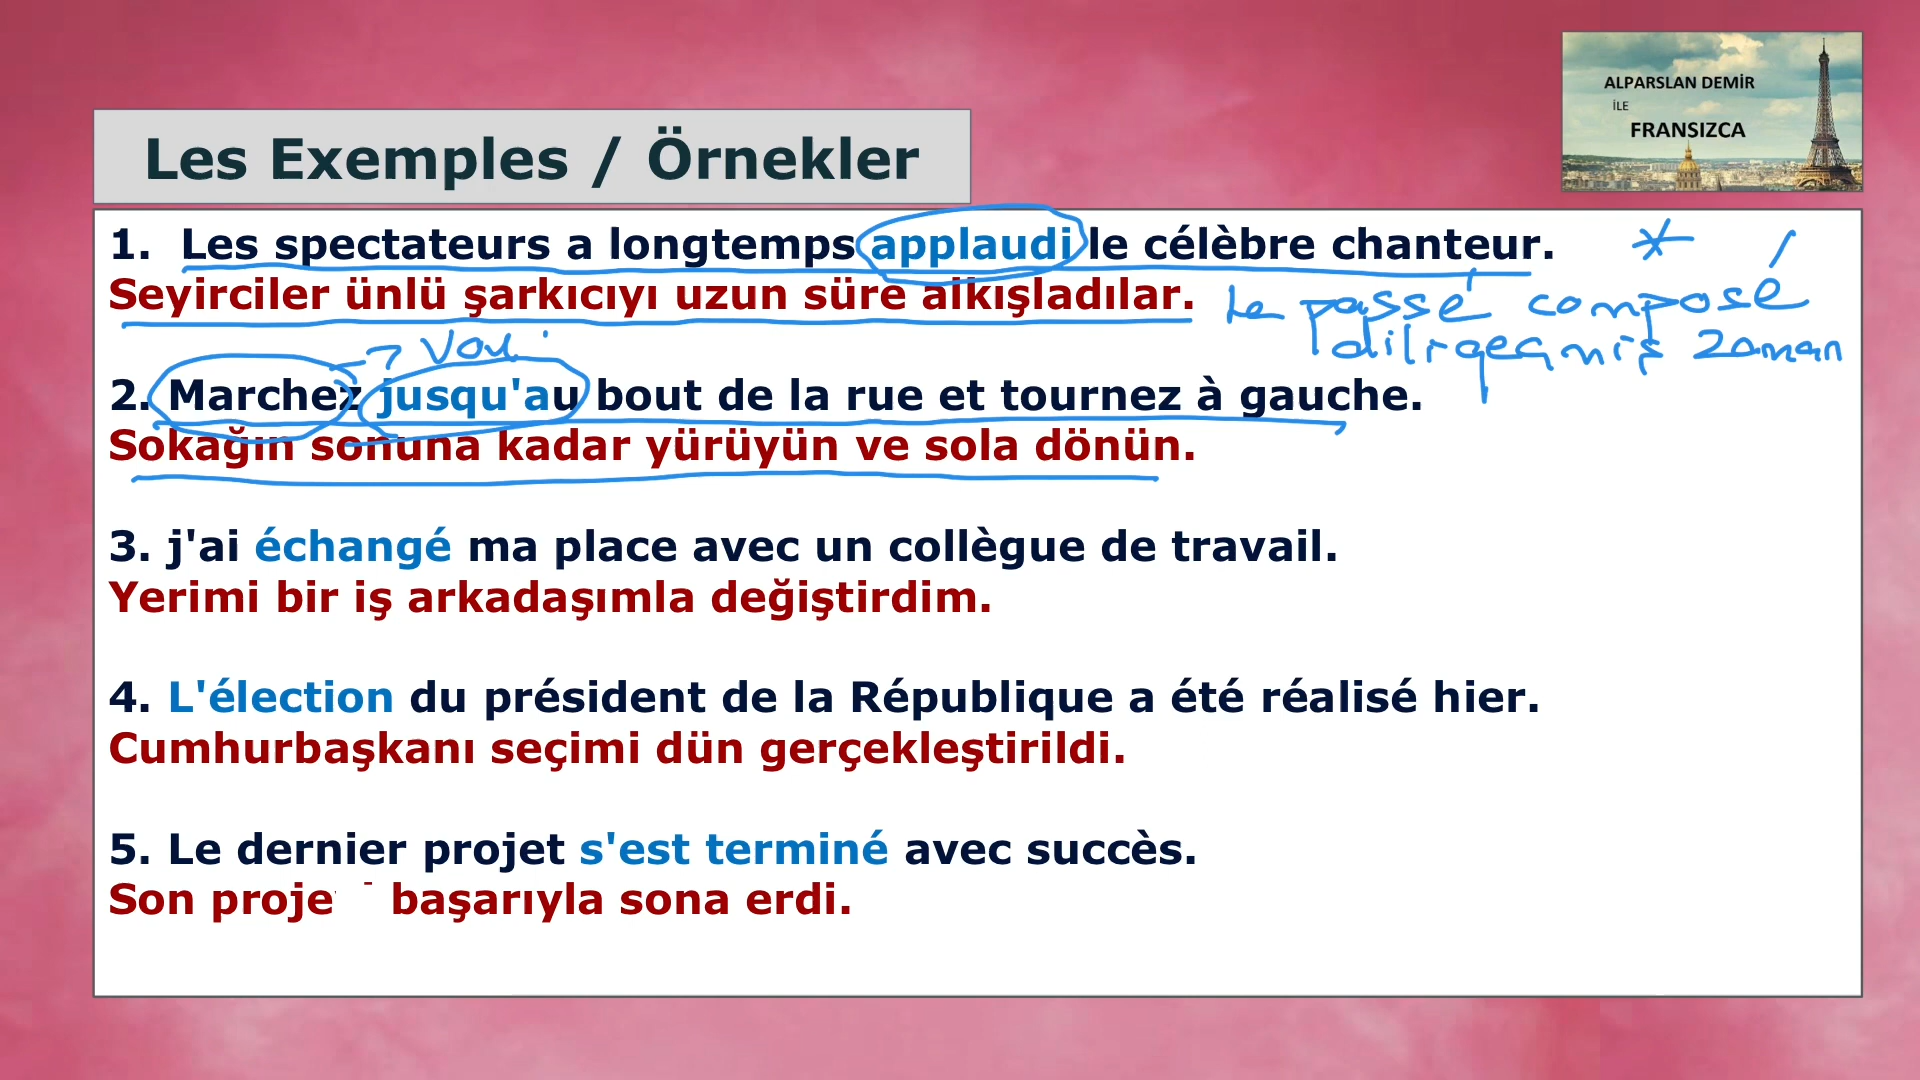 ALPARSLAN DEMİR
İLE
FRANSIZCA
Les Exemples / Örnekler
1. Les spectateurs a longtemps applaudi le célèbre chanteur.
Seyirciler ünlü şarkıcıyı uzun süre alkışladılar.
Le passé composé
dili geçmiş zaman
2. Marchez jusqu'au bout de la rue et tournez à gauche.
Sokağın sonuna kadar yürüyün ve sola dönün.
3. j'ai échangé ma place avec un collègue de travail.
Yerimi bir iş arkadaşımla değiştirdim.
4. L'élection du président de la République a été réalisé hier.
Cumhurbaşkanı seçimi dün gerçekleştirildi.
5. Le dernier projet s'est terminé avec succès.
Son proje başarıyla sona erdi.